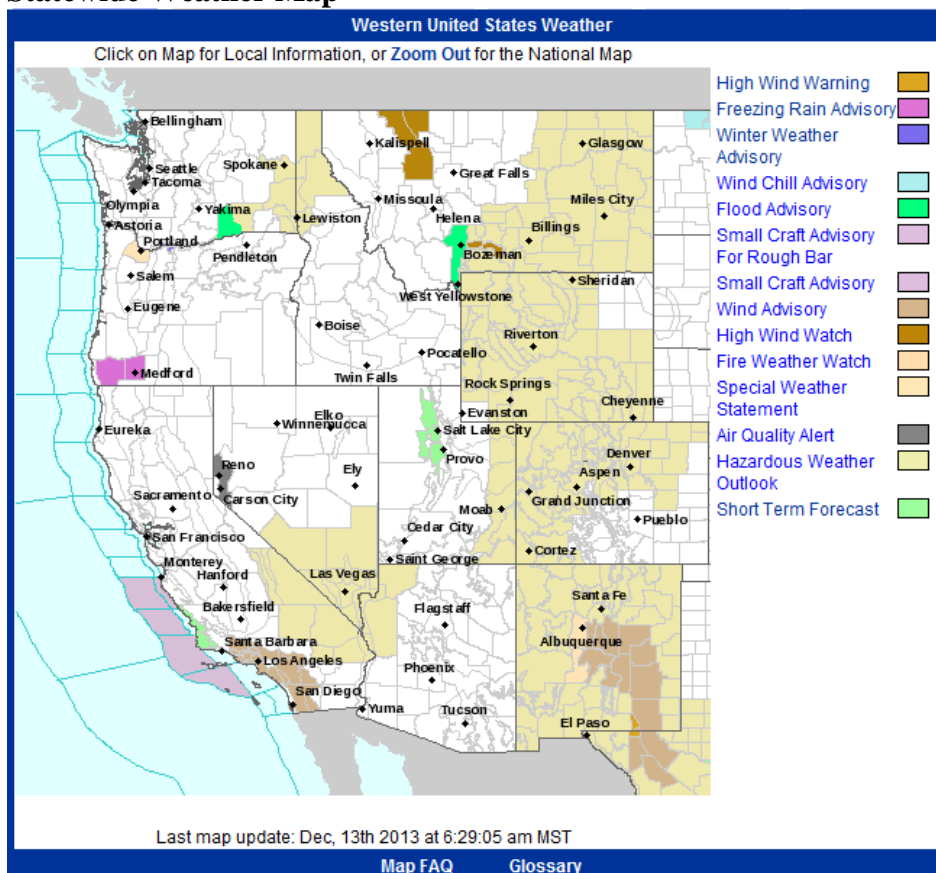 Statewide Weather Map
Western United States Weather
Click on Map for Local Information, or Zoom Out for the National Map
High Wind Warning
Freezing Rain Advisory
Winter Weather
Advisory
Wind Chill Advisory
Flood Advisory
Small Craft Advisory
For Rough Bar
Small Craft Advisory
Wind Advisory
High Wind Watch
Fire Weather Watch
Special Weather
Statement
Air Quality Alert
Hazardous Weather
Outlook
Short Term Forecast
Bellingham
Kalispell
Glasgow
Seattle
Spokane
Great Falls
Tacoma
Olympia
Yakima
Lewiston
Missoula
Helena
Miles City
Astoria
Portland
Pendleton
Billings
Bozeman
Salem
West Yellowstone
Sheridan
Eugene
Boise
Riverton
Medford
Pocatello
Twin Falls
Rock Springs
Cheyenne
Eureka
Elko
Winnemucca
Evanston
Salt Lake City
Reno
Ely
Provo
Denver
Aspen
Sacramento
Carson City
Moab
Grand Junction
Pueblo
San Francisco
Cedar City
Cortez
Monterey
Saint George
Hanford
Las Vegas
Bakersfield
Flagstaff
Santa Fe
Santa Barbara
Albuquerque
Los Angeles
Phoenix
San Diego
Yuma
Tucson
El Paso
Last map update: Dec, 13th 2013 at 6:29:05 am MST
Map FAQ Glossary